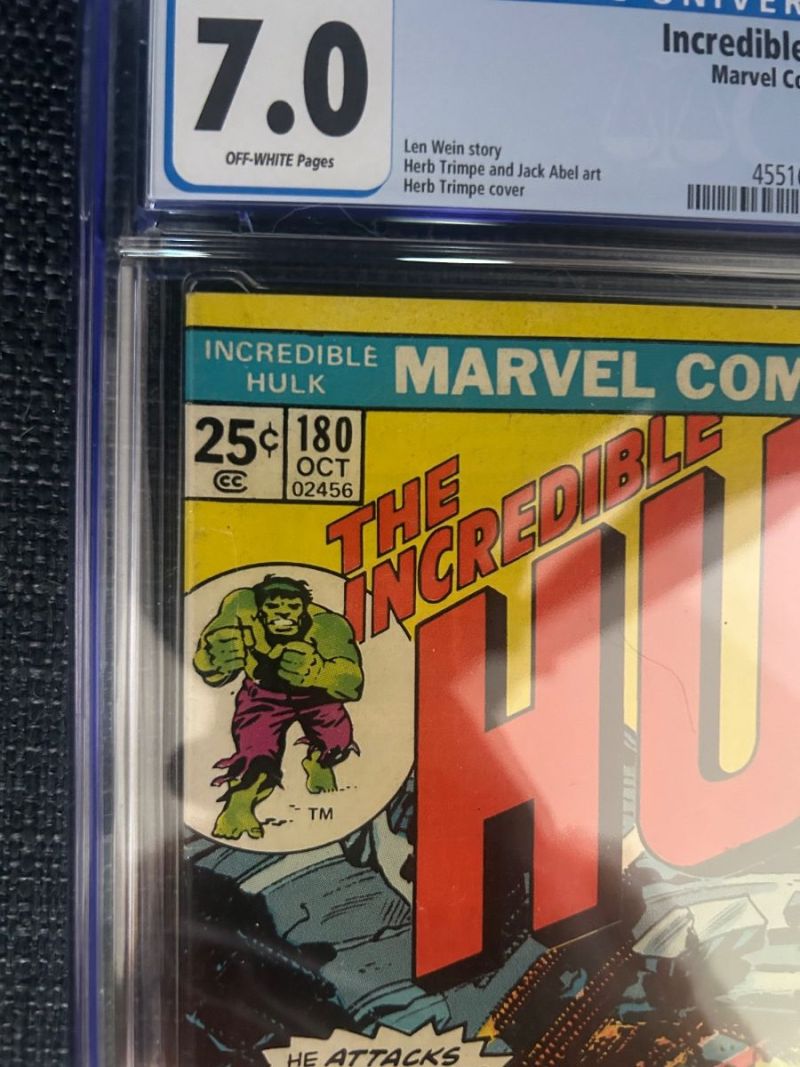 7.0
OFF-WHITE Pages
Incredible
Marvel Co
Len Wein story
Herb Trimpe and Jack Abel art
Herb Trimpe cover
4551
INCREDIBLE
HULK
MARVEL COM
25¢
CC
180
OCT
02456
THE
INCREDIBLE
HU
TM
HE ATTACKS